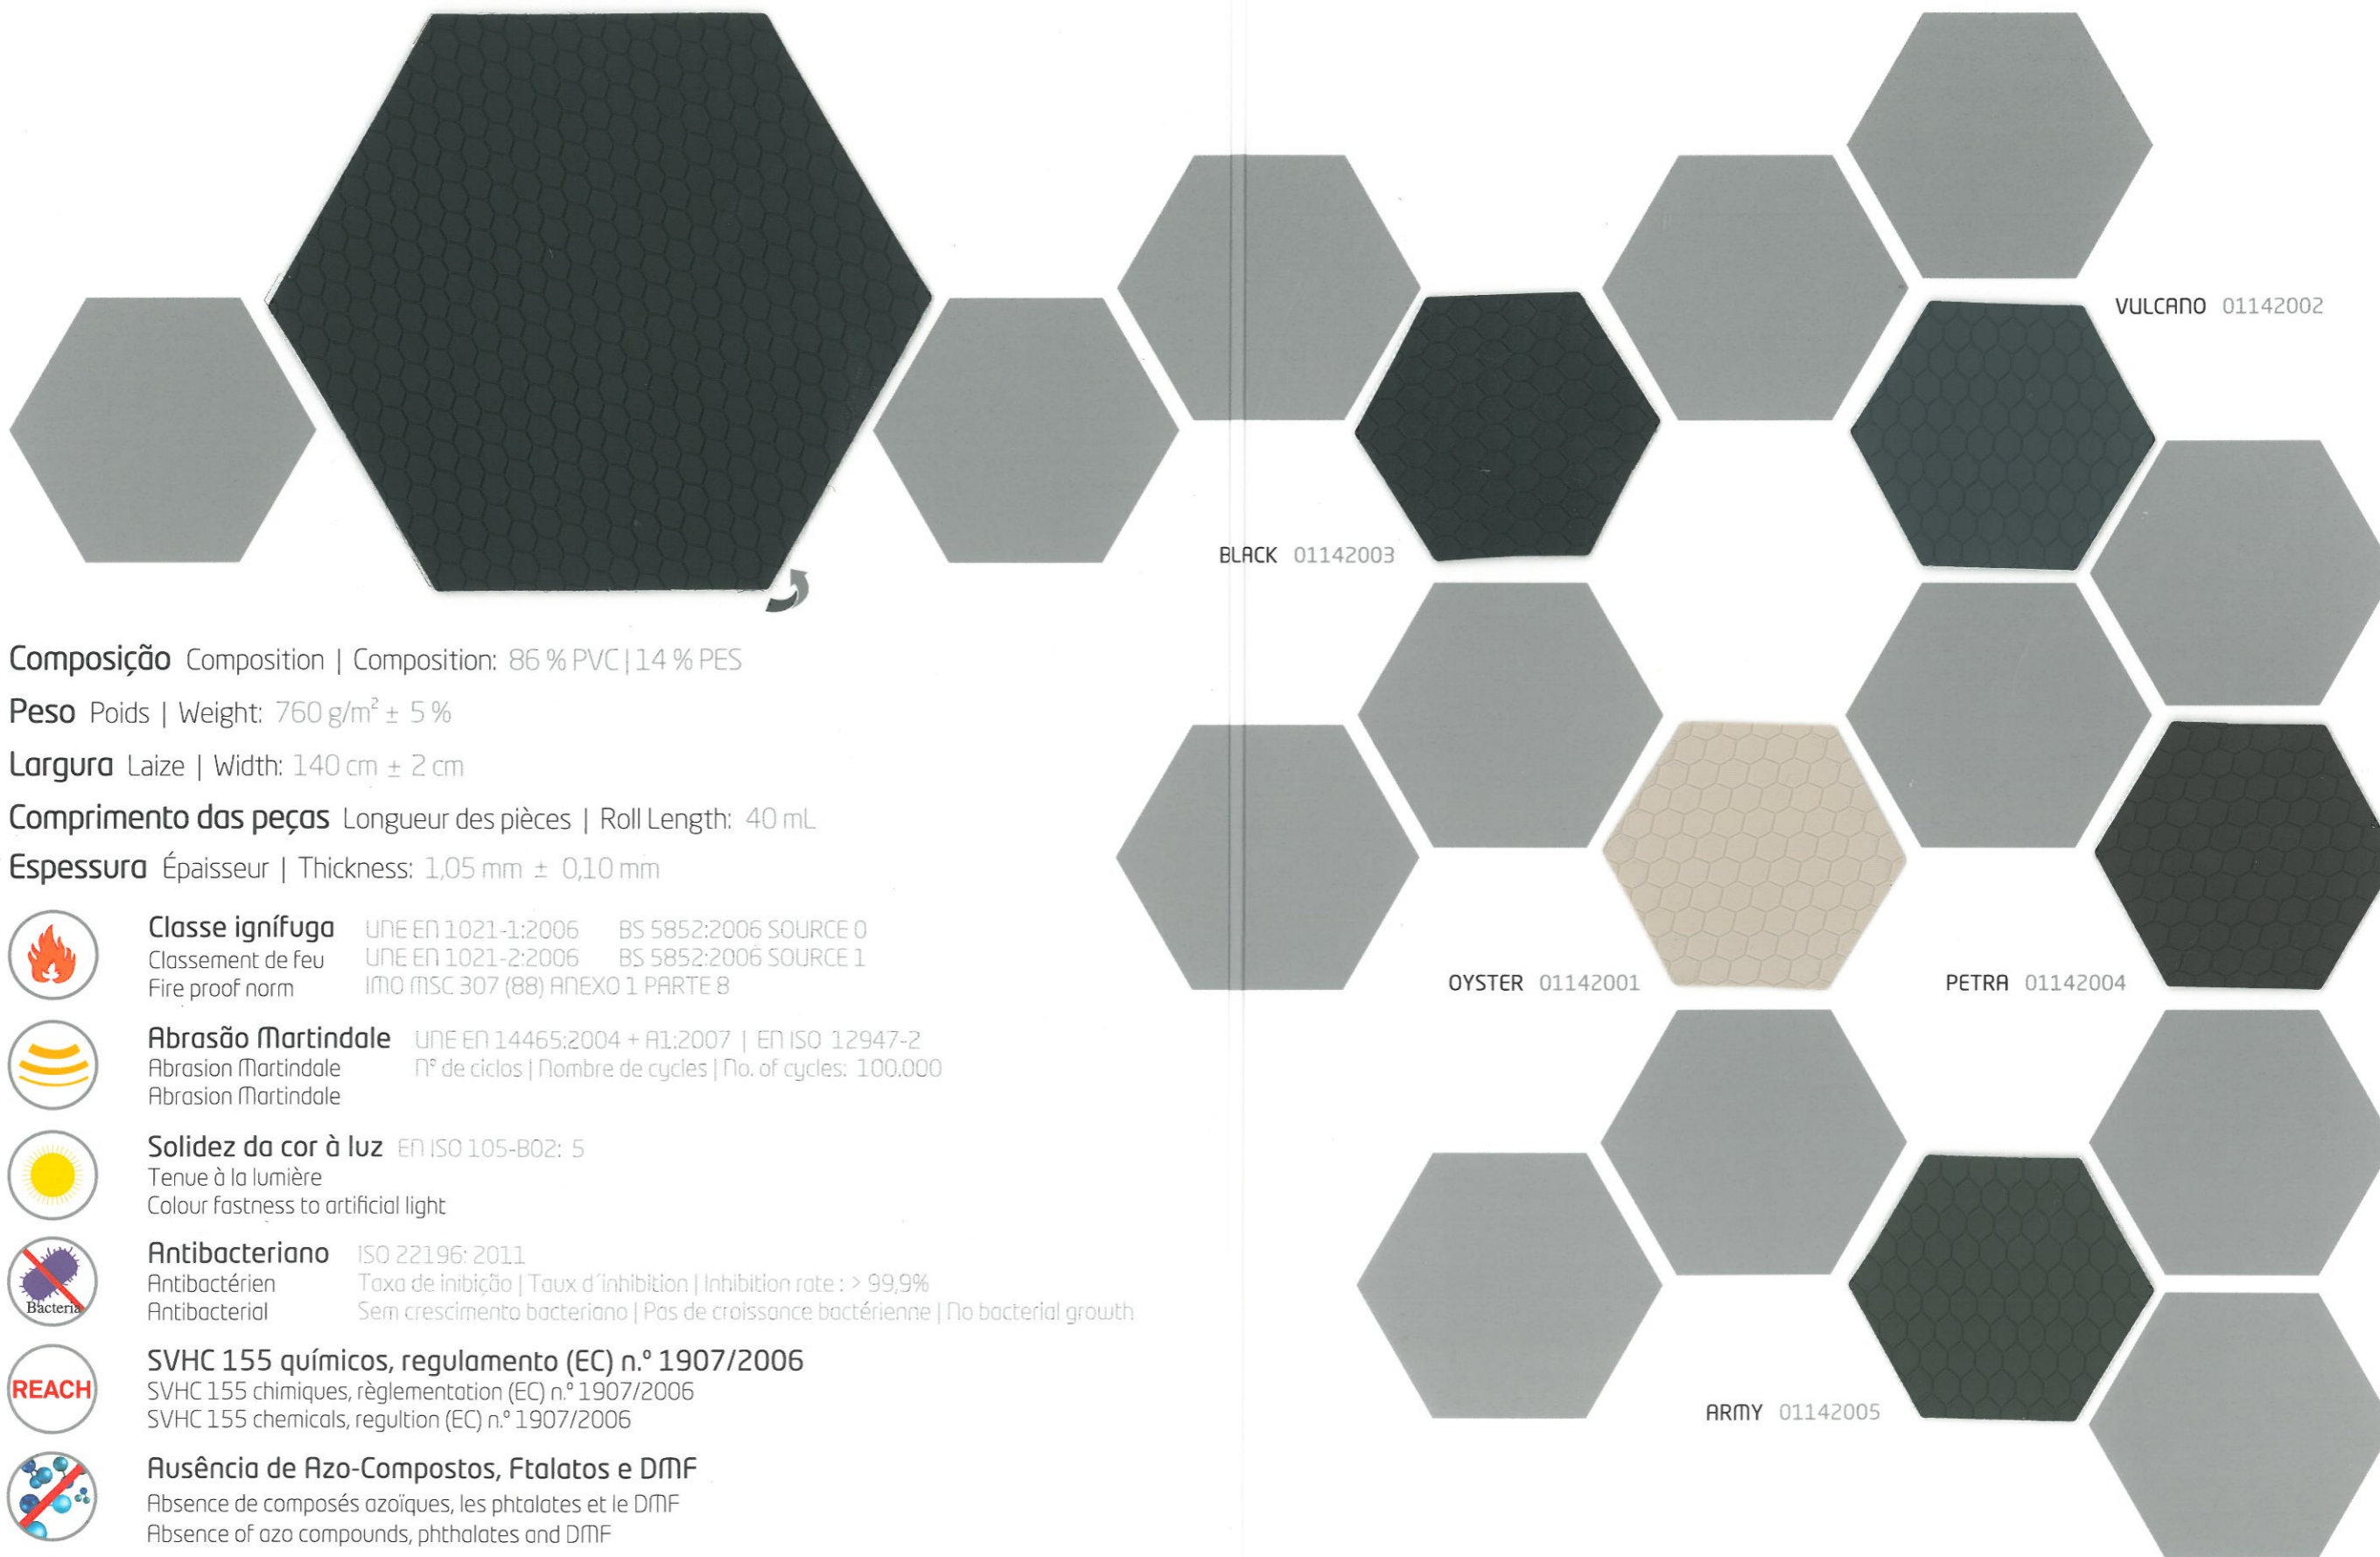 Composição Composition | Composition: 86 % PVC | 14 % PES
Peso Poids | Weight: 760 g/m² ± 5 %
Largura Laize | Width: 140 cm ± 2 cm
Comprimento das peças Longueur des pièces | Roll Length: 40 mL
Espessura Épaisseur | Thickness: 1,05 mm ± 0,10 mm
Classe ignífuga UNE EN 1021-1:2006 BS 5852:2006 SOURCE 0
Classement de feu UNE EN 1021-2:2006 BS 5852:2006 SOURCE 1
Fire proof norm IMO MSC 307 (88) ANEXO 1 PARTE 8
Abrasão Martindale UNE EN 14465:2004 + A1:2007 | EN ISO 12947-2
Abrasion Martindale N° de ciclos | Nombre de cycles | No. of cycles: 100.000
Abrasion Martindale
Solidez da cor à luz EN ISO 105-B02: 5
Tenue à la lumière
Colour fastness to artificial light
Antibacteriano ISO 22196: 2011
Antibactérien Taxa de inibição | Taux d´inhibition | Inhibition rate : > 99,9%
Bacteria
Antibacterial Sem crescimento bacteriano | Pas de croissance bactérienne | No bacterial growth
SVHC 155 químicos, regulamento (EC) n.º 1907/2006
REACH
SVHC 155 chimiques, règlementation (EC) n.º 1907/2006
SVHC 155 chemicals, regultion (EC) n.º 1907/2006
Ausência de Azo-Compostos, Ftalatos e DMF
Absence de composés azoïques, les phtalates et le DMF
Absence of azo compounds, phthalates and DMF
VULCANO 01142002
BLACK 01142003
OYSTER 01142001
PETRA 01142004
ARMY 01142005